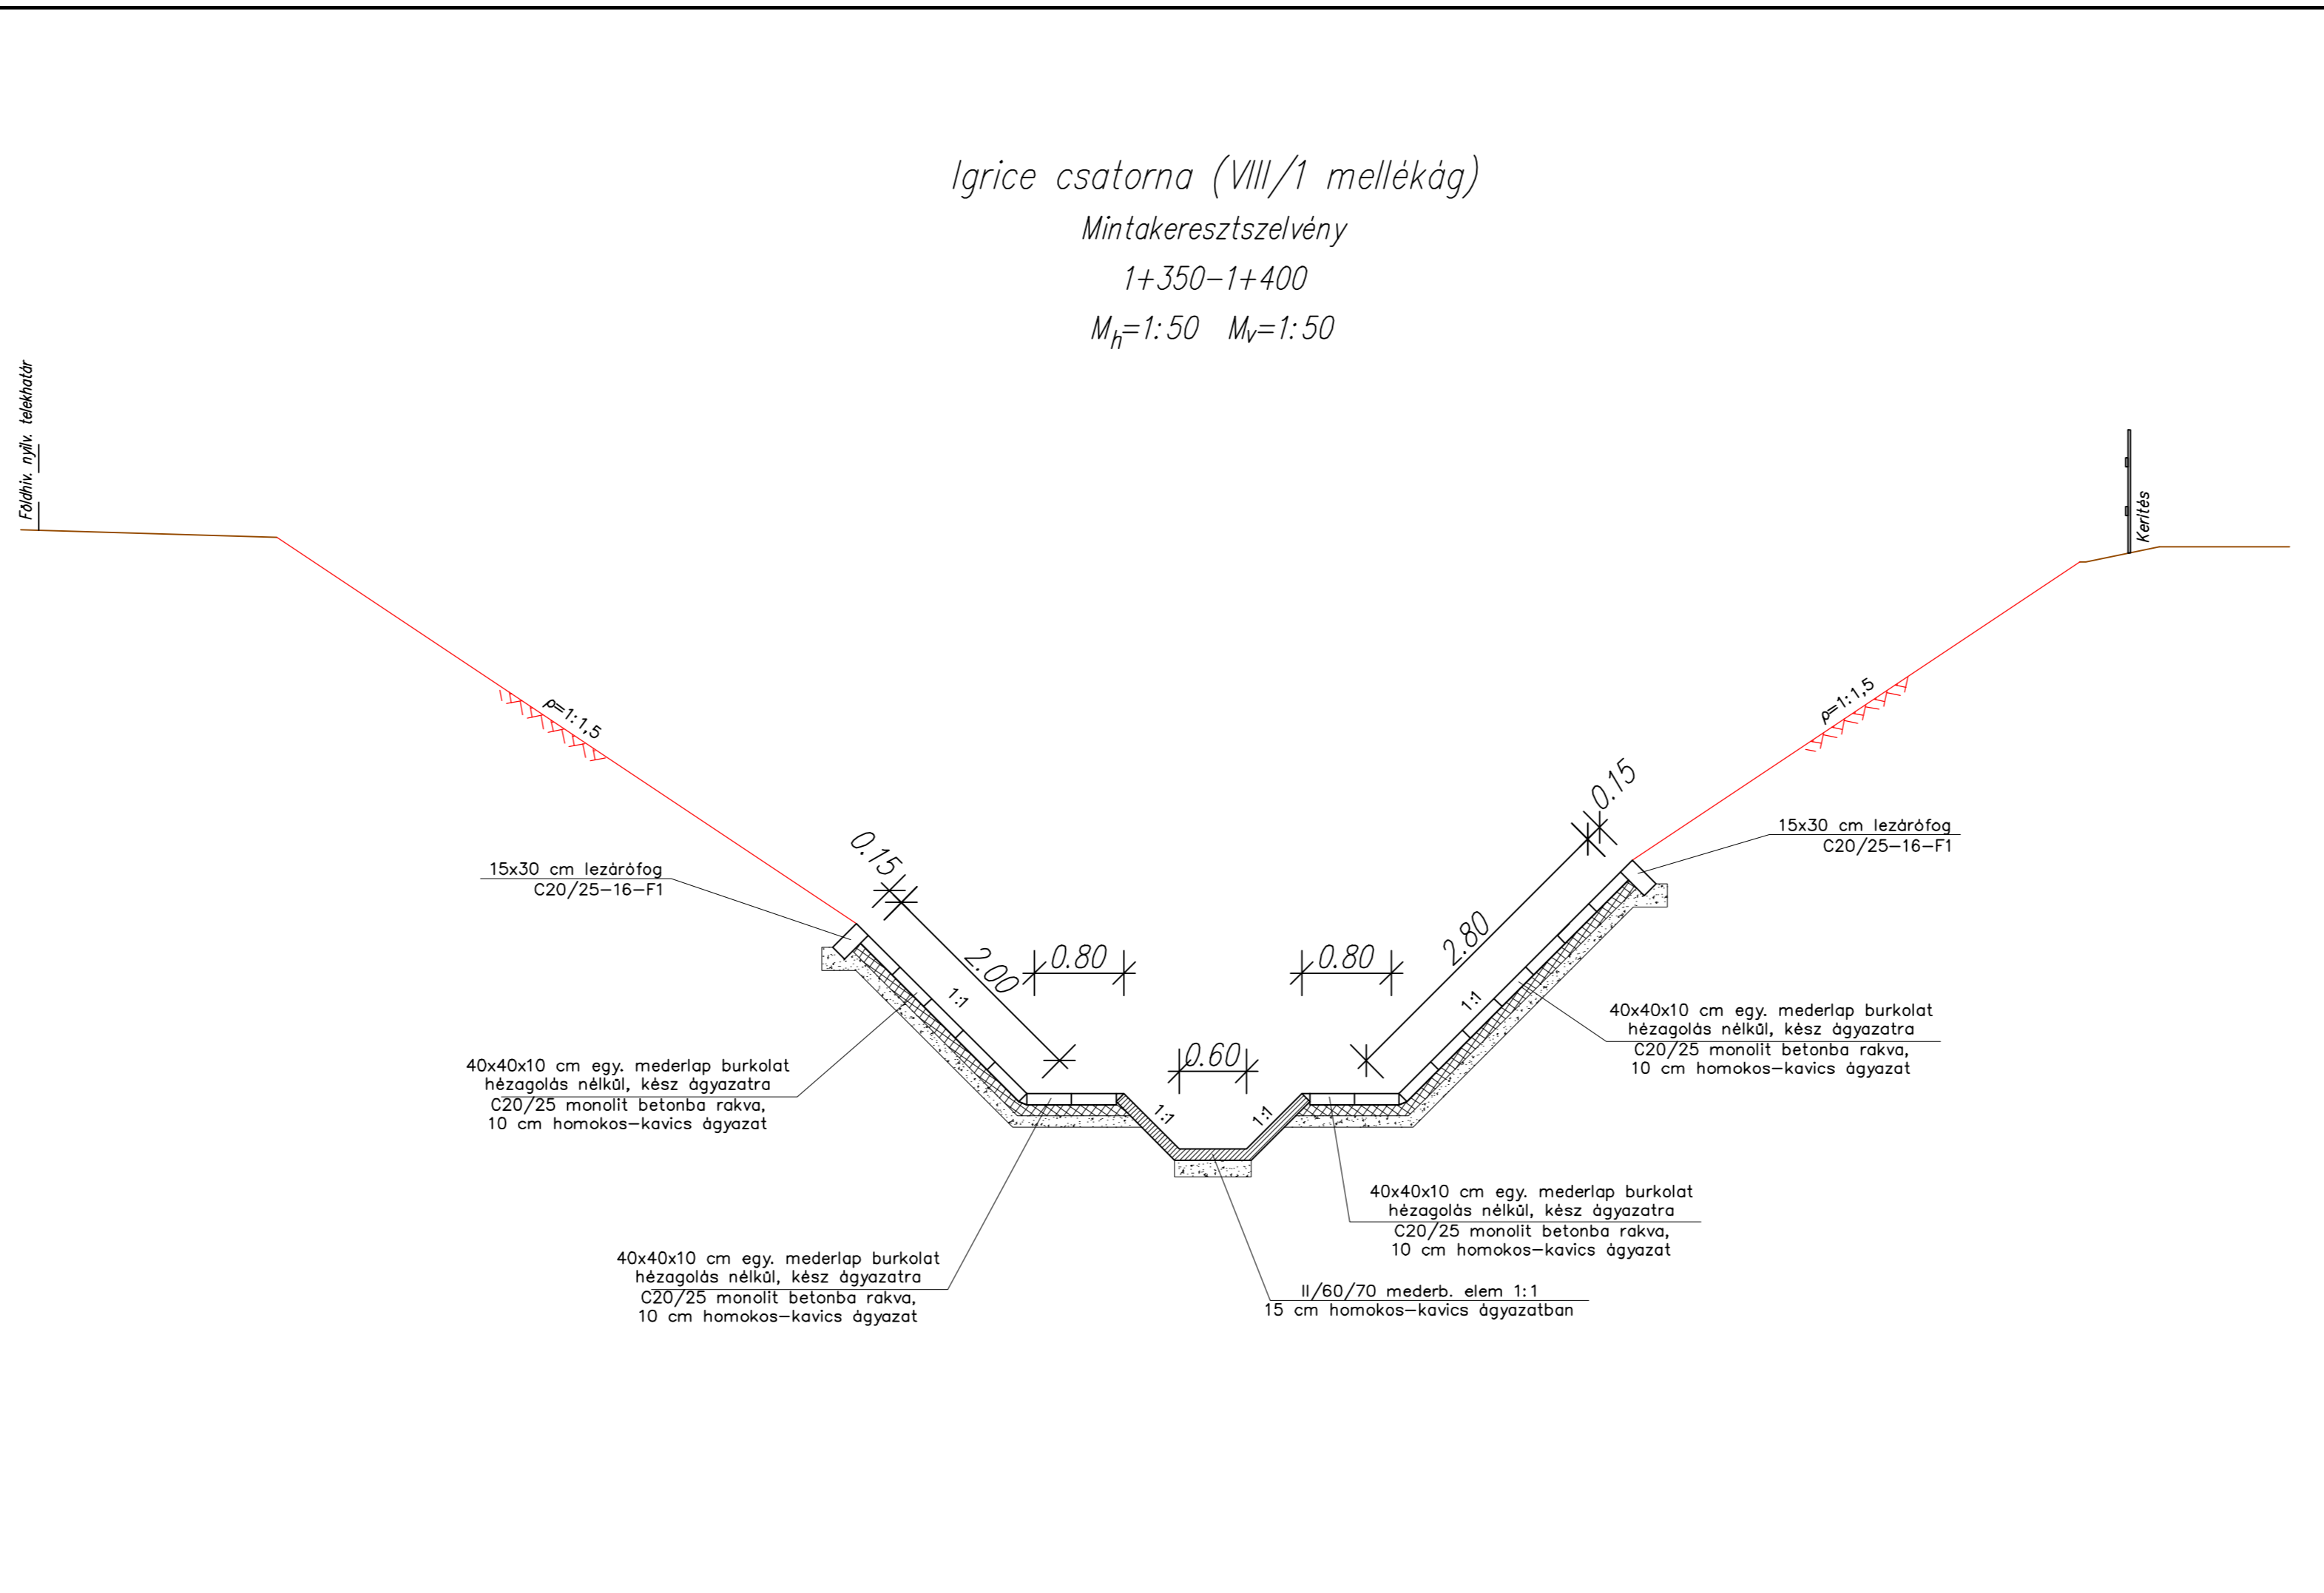 Igrice csatorna (VIII/1 mellékág)
Mintakeresztszelvény
1+350-1+400
Mh=1:50 Mv=1:50
Földhiv. nyilv. telekhatár
Kerítés
ρ=1:1,5
ρ=1:1,5
0.15
15x30 cm lezárófog
C20/25-16-F1
0.15
15x30 cm lezárófog
C20/25-16-F1
2.00
0.80
0.80
2.80
1:1
1:1
0.60
40x40x10 cm egy. mederlap burkolat
hézagolás nélkül, kész ágyazatra
C20/25 monolit betonba rakva,
10 cm homokos-kavics ágyazat
40x40x10 cm egy. mederlap burkolat
hézagolás nélkül, kész ágyazatra
C20/25 monolit betonba rakva,
10 cm homokos-kavics ágyazat
1:1
1:1
40x40x10 cm egy. mederlap burkolat
hézagolás nélkül, kész ágyazatra
C20/25 monolit betonba rakva,
10 cm homokos-kavics ágyazat
40x40x10 cm egy. mederlap burkolat
hézagolás nélkül, kész ágyazatra
C20/25 monolit betonba rakva,
10 cm homokos-kavics ágyazat
II/60/70 mederb. elem 1:1
15 cm homokos-kavics ágyazatban